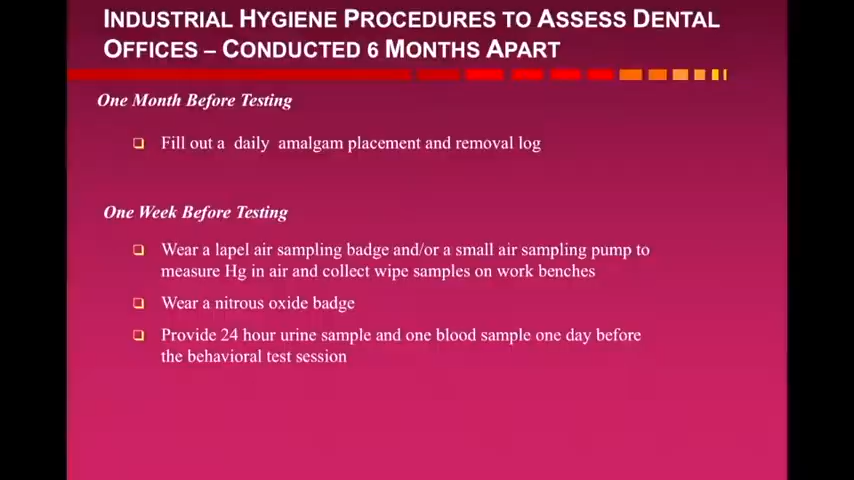 INDUSTRIAL HYGIENE PROCEDURES TO ASSESS DENTAL
OFFICES – CONDUCTED 6 MONTHS APART
One Month Before Testing
Fill out a daily amalgam placement and removal log
One Week Before Testing
Wear a lapel air sampling badge and/or a small air sampling pump to
measure Hg in air and collect wipe samples on work benches
Wear a nitrous oxide badge
Provide 24 hour urine sample and one blood sample one day before
the behavioral test session